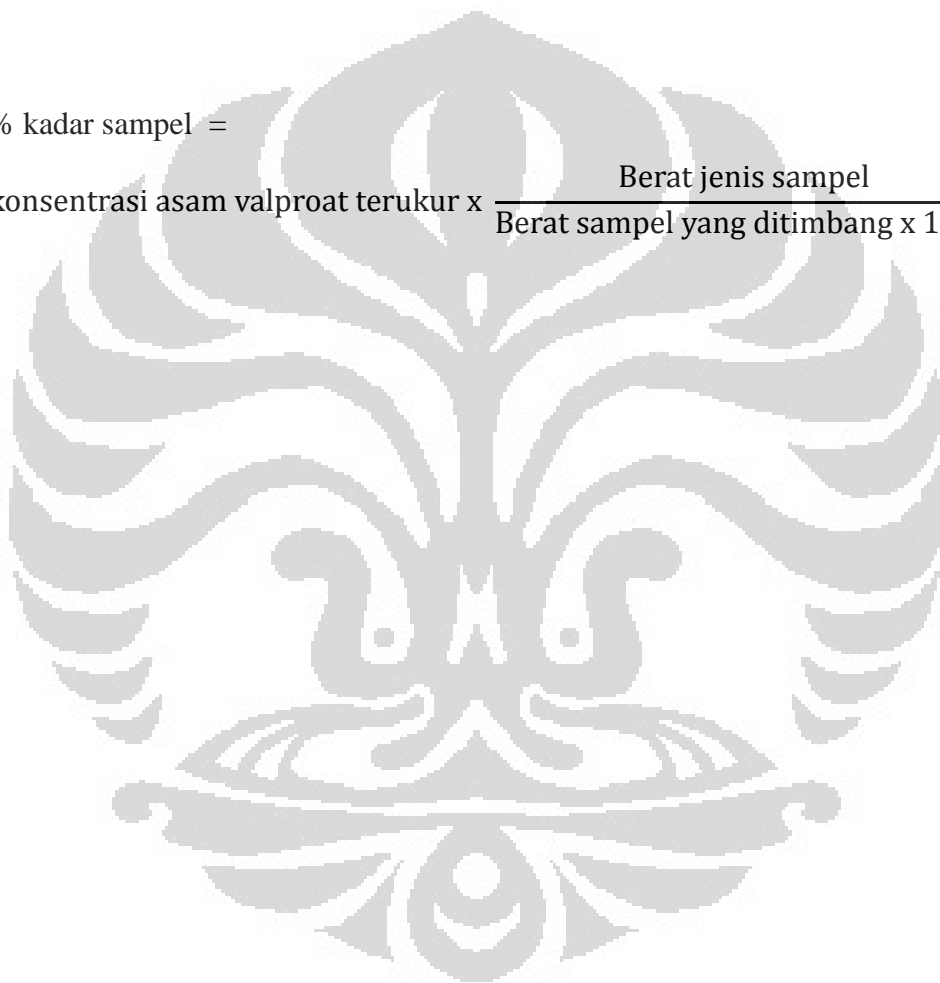 % kadar sampel =
konsentrasi asam valproat terukur x Berat jenis sampel
Berat sampel yang ditimbang x 1